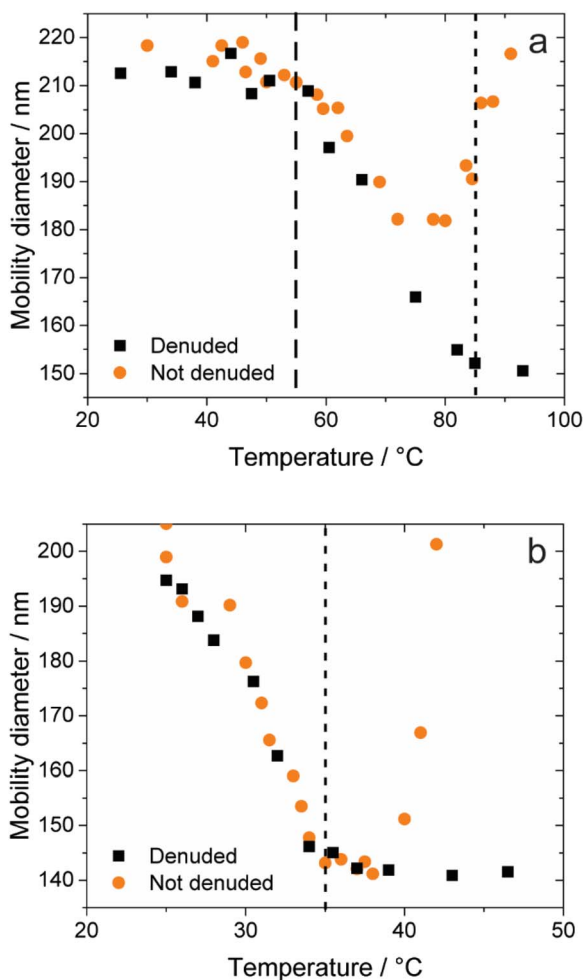 a
220
210
200
190
180
170
160
150
Mobility diameter / nm
Denuded
Not denuded
20 40 60 80 100
Temperature / °C
b
200
190
180
170
160
150
140
Mobility diameter / nm
Denuded
Not denuded
20 30 40 50
Temperature / °C